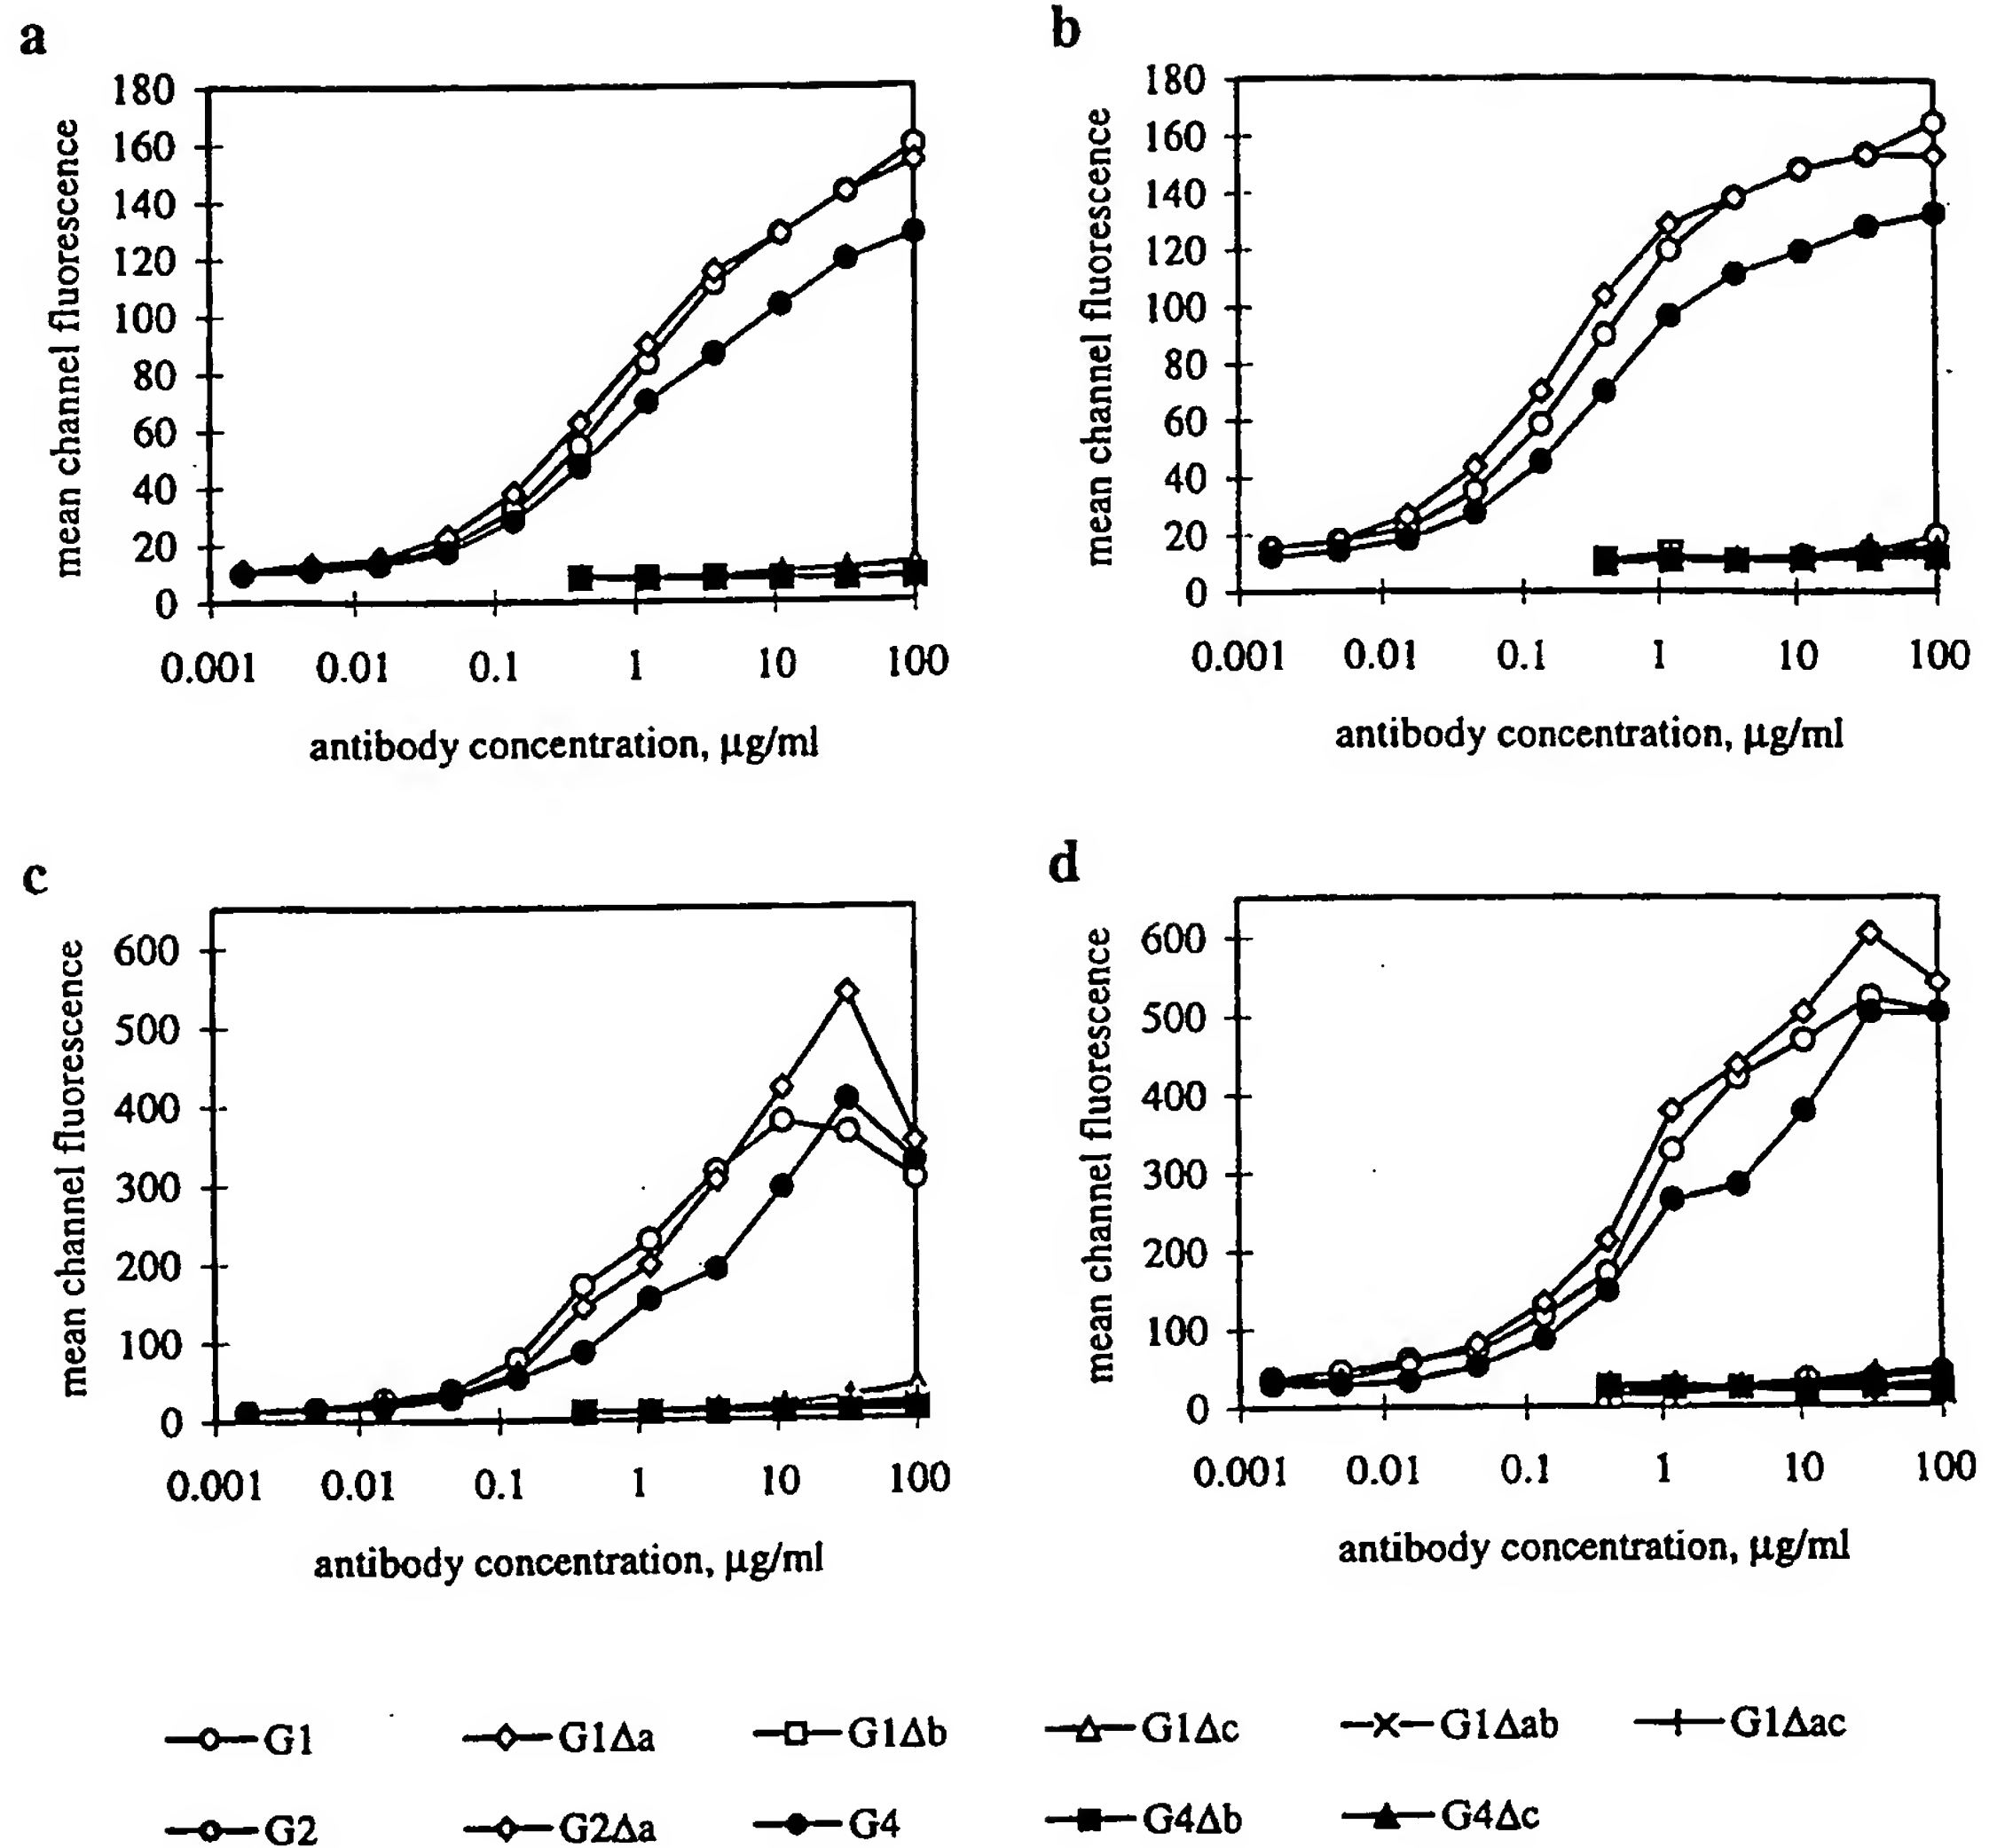 a
mean channel fluorescence
180
160
140
120
100
80
60
40
20
0
0.001 0.01 0.1 1 10 100
antibody concentration, µg/ml
b
mean channel fluorescence
180
160
140
120
100
80
60
40
20
0
0.001 0.01 0.1 1 10 100
antibody concentration, µg/ml
c
mean channel fluorescence
600
500
400
300
200
100
0
0.001 0.01 0.1 1 10 100
antibody concentration, µg/ml
d
mean channel fluorescence
600
500
400
300
200
100
0
0.001 0.01 0.1 1 10 100
antibody concentration, µg/ml
G1 G1Δa G1Δb G1Δc G1Δab G1Δac
G2 G2Δa G4 G4Δb G4Δc